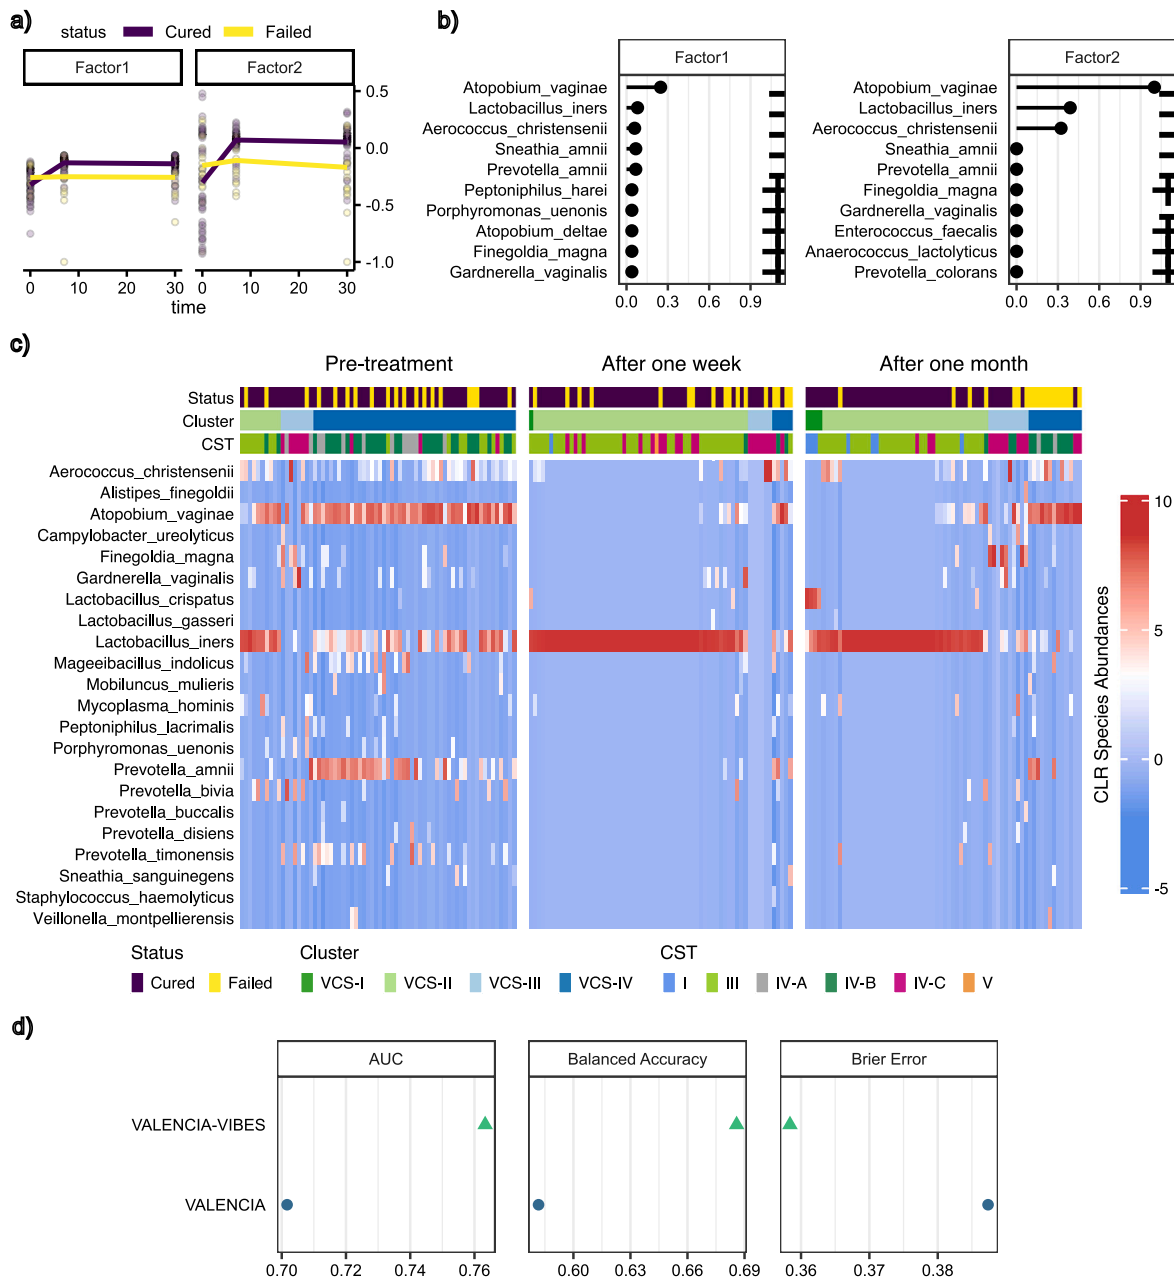 a)
status Cured Failed
Factor1 Factor2
0.5
0.0
-0.5
-1.0
0 10 20 30 0 10 20 30
time
b)
Factor1
Atopobium_vaginae
Lactobacillus_iners
Aerococcus_christensenii
Sneathia_amnii
Prevotella_amnii
Peptoniphilus_harei
Porphyromonas_uenonis
Atopobium_deltae
Finegoldia_magna
Gardnerella_vaginalis
0.0 0.3 0.6 0.9
Factor2
Atopobium_vaginae
Lactobacillus_iners
Aerococcus_christensenii
Sneathia_amnii
Prevotella_amnii
Finegoldia_magna
Gardnerella_vaginalis
Enterococcus_faecalis
Anaerococcus_lactolyticus
Prevotella_colorans
0.0 0.3 0.6 0.9
c)
Pre-treatment After one week After one month
Status
Cluster
CST
Aerococcus_christensenii
Alistipes_finegoldii
Atopobium_vaginae
Campylobacter_ureolyticus
Finegoldia_magna
Gardnerella_vaginalis
Lactobacillus_crispatus
Lactobacillus_gasseri
Lactobacillus_iners
Mageeibacillus_indolicus
Mobiluncus_mulieris
Mycoplasma_hominis
Peptoniphilus_lacrimalis
Porphyromonas_uenonis
Prevotella_amnii
Prevotella_bivia
Prevotella_buccalis
Prevotella_disiens
Prevotella_timonensis
Sneathia_sanguinegens
Staphylococcus_haemolyticus
Veillonella_montpellierensis
10
5
0
-5
CLR Species Abundances
Status Cluster CST
Cured Failed VCS-I VCS-II VCS-III VCS-IV I III IV-A IV-B IV-C V
d)
AUC Balanced Accuracy Brier Error
VALENCIA-VIBES
VALENCIA
0.70 0.72 0.74 0.76 0.60 0.63 0.66 0.69 0.36 0.37 0.38